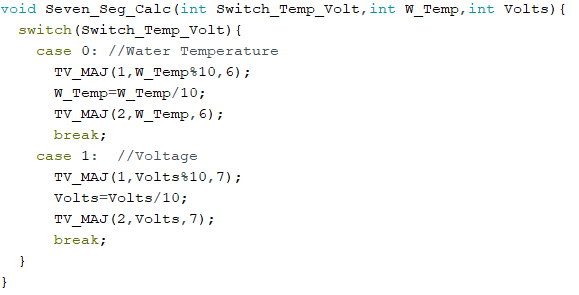 void Seven_Seg_Calc(int Switch_Temp_Volt,int W_Temp,int Volts){
  switch(Switch_Temp_Volt){
    case 0: //Water Temperature
      TV_MAJ(1,W_Temp%10,6);
      W_Temp=W_Temp/10;
      TV_MAJ(2,W_Temp,6);
      break;
    case 1:  //Voltage
      TV_MAJ(1,Volts%10,7);
      Volts=Volts/10;
      TV_MAJ(2,Volts,7);
      break;
  }
}